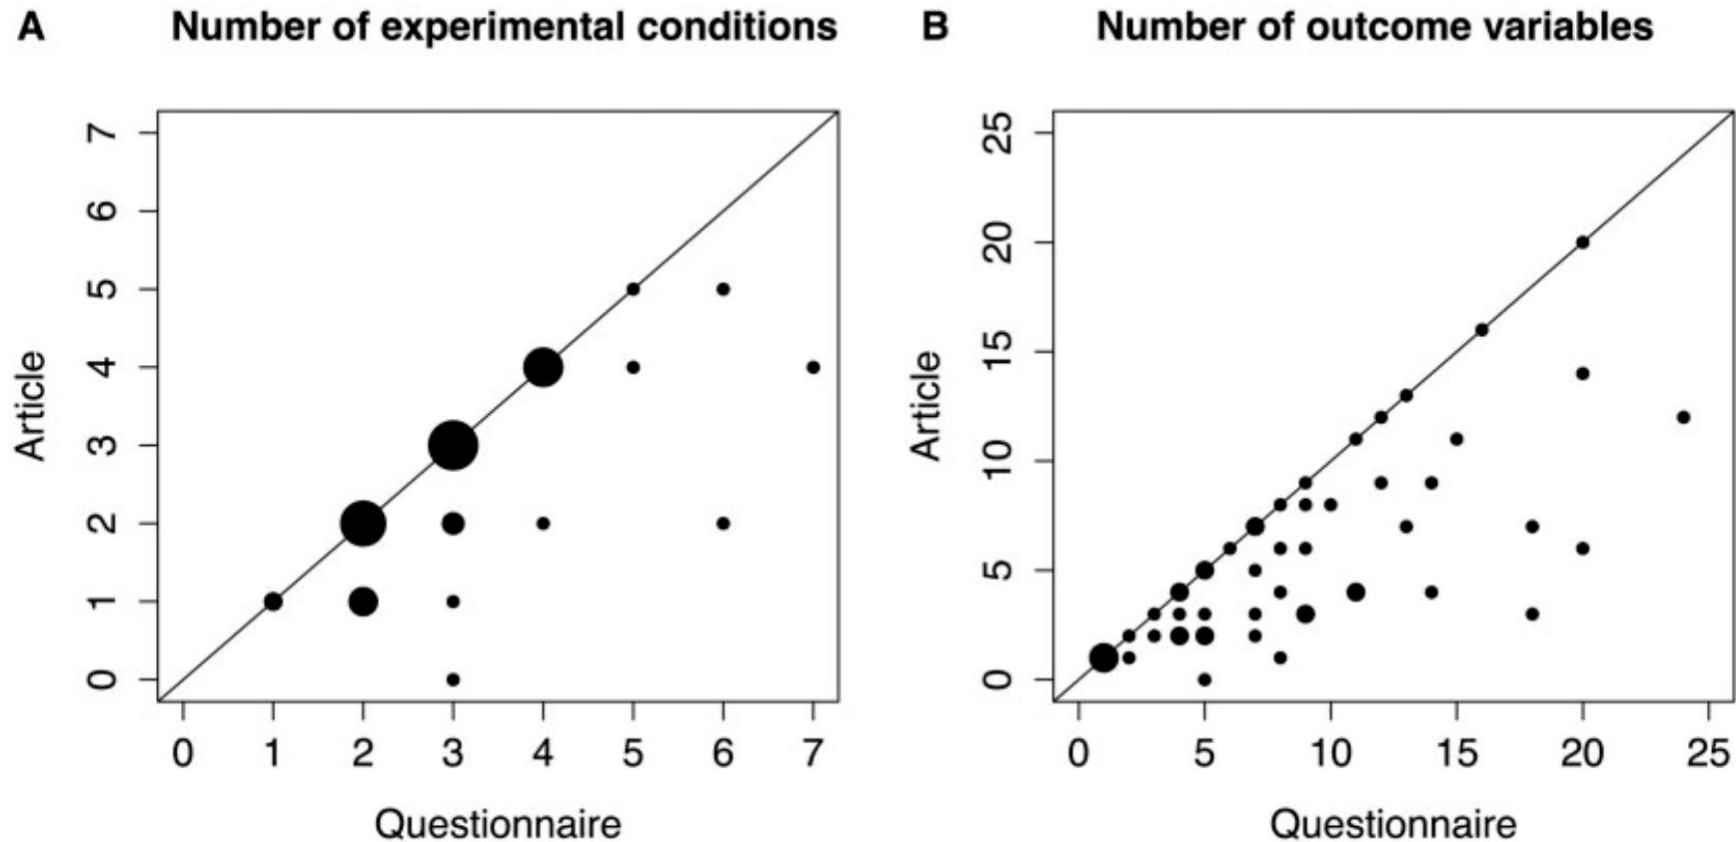 A Number of experimental conditions
7
6
5
4
3
2
1
0
Article
0 1 2 3 4 5 6 7
Questionnaire
B Number of outcome variables
25
20
15
10
5
0
Article
0 5 10 15 20 25
Questionnaire